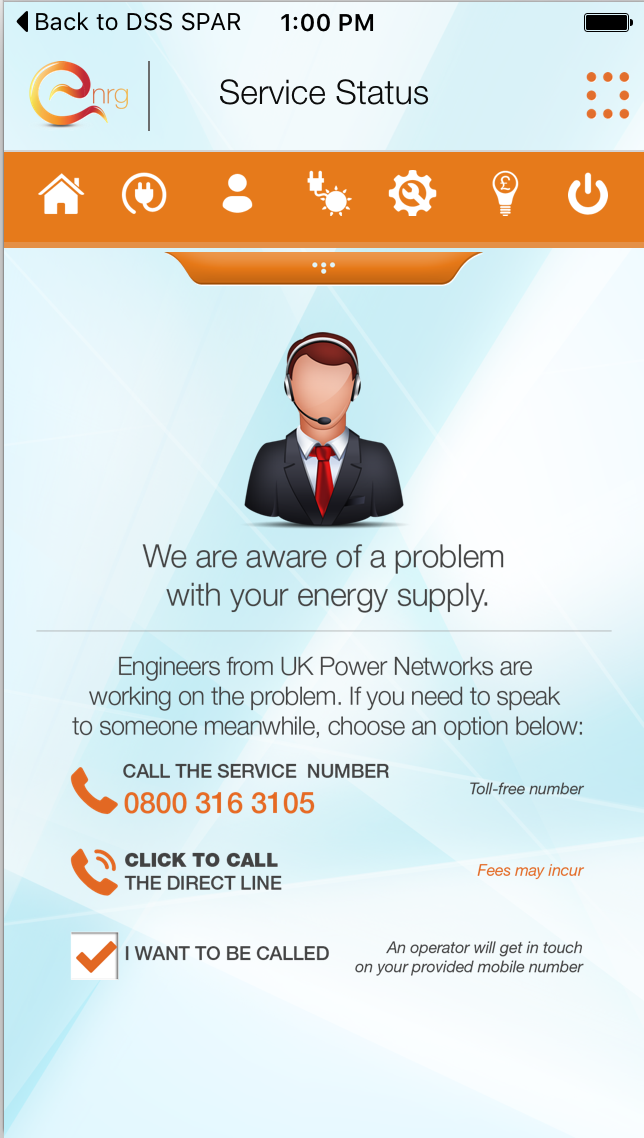 Back to DSS SPAR 1:00 PM
enrg
Service Status
£
We are aware of a problem
with your energy supply.
Engineers from UK Power Networks are
working on the problem. If you need to speak
to someone meanwhile, choose an option below:
CALL THE SERVICE NUMBER
0800 316 3105
Toll-free number
CLICK TO CALL
THE DIRECT LINE
Fees may incur
I WANT TO BE CALLED
An operator will get in touch
on your provided mobile number